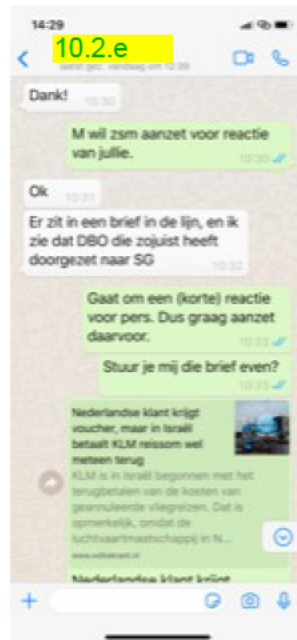 14:29
10.2.e
Dank!
10:30
M wil zsm aanzet voor reactie
van jullie.
10:30
Ok
10:31
Er zit in een brief in de lijn, en ik
zie dat DBO die zojuist heeft
doorgezet naar SG
10:32
Gaat om een (korte) reactie
voor pers. Dus graag aanzet
daarvoor.
10:33
Stuur je mij die brief even?
10:33
Nederlandse klant krijgt
voucher, maar in Israël
betaalt KLM reissom wel
meteen terug
KLM is in Israël begonnen met het
terugbetalen van de kosten van
geannuleerde vliegreizen. Dat is
opmerkelijk, omdat de
luchtvaartmaatschappij in N...
www.volkskrant.nl
Nederlandse klant krijgt